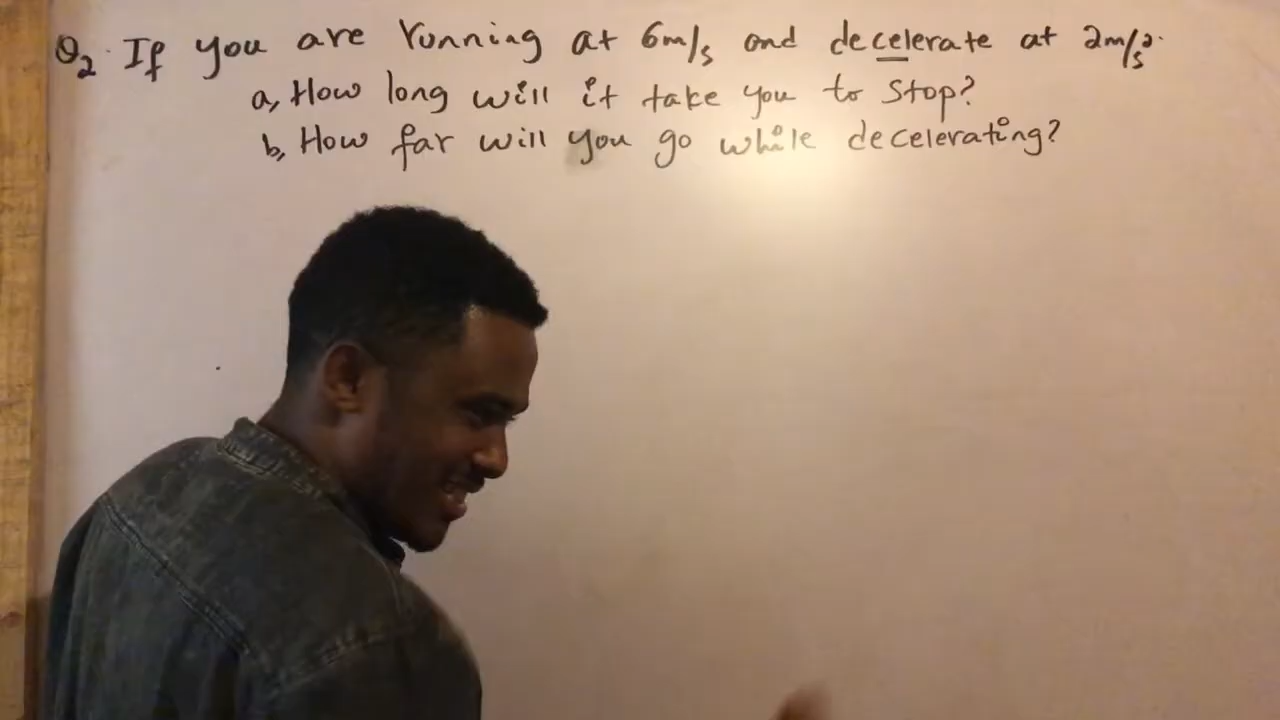 Q2. If you are running at 6m/s and decelerate at 2m/s².
a, How long will it take you to stop?
b, How far will you go while decelerating?